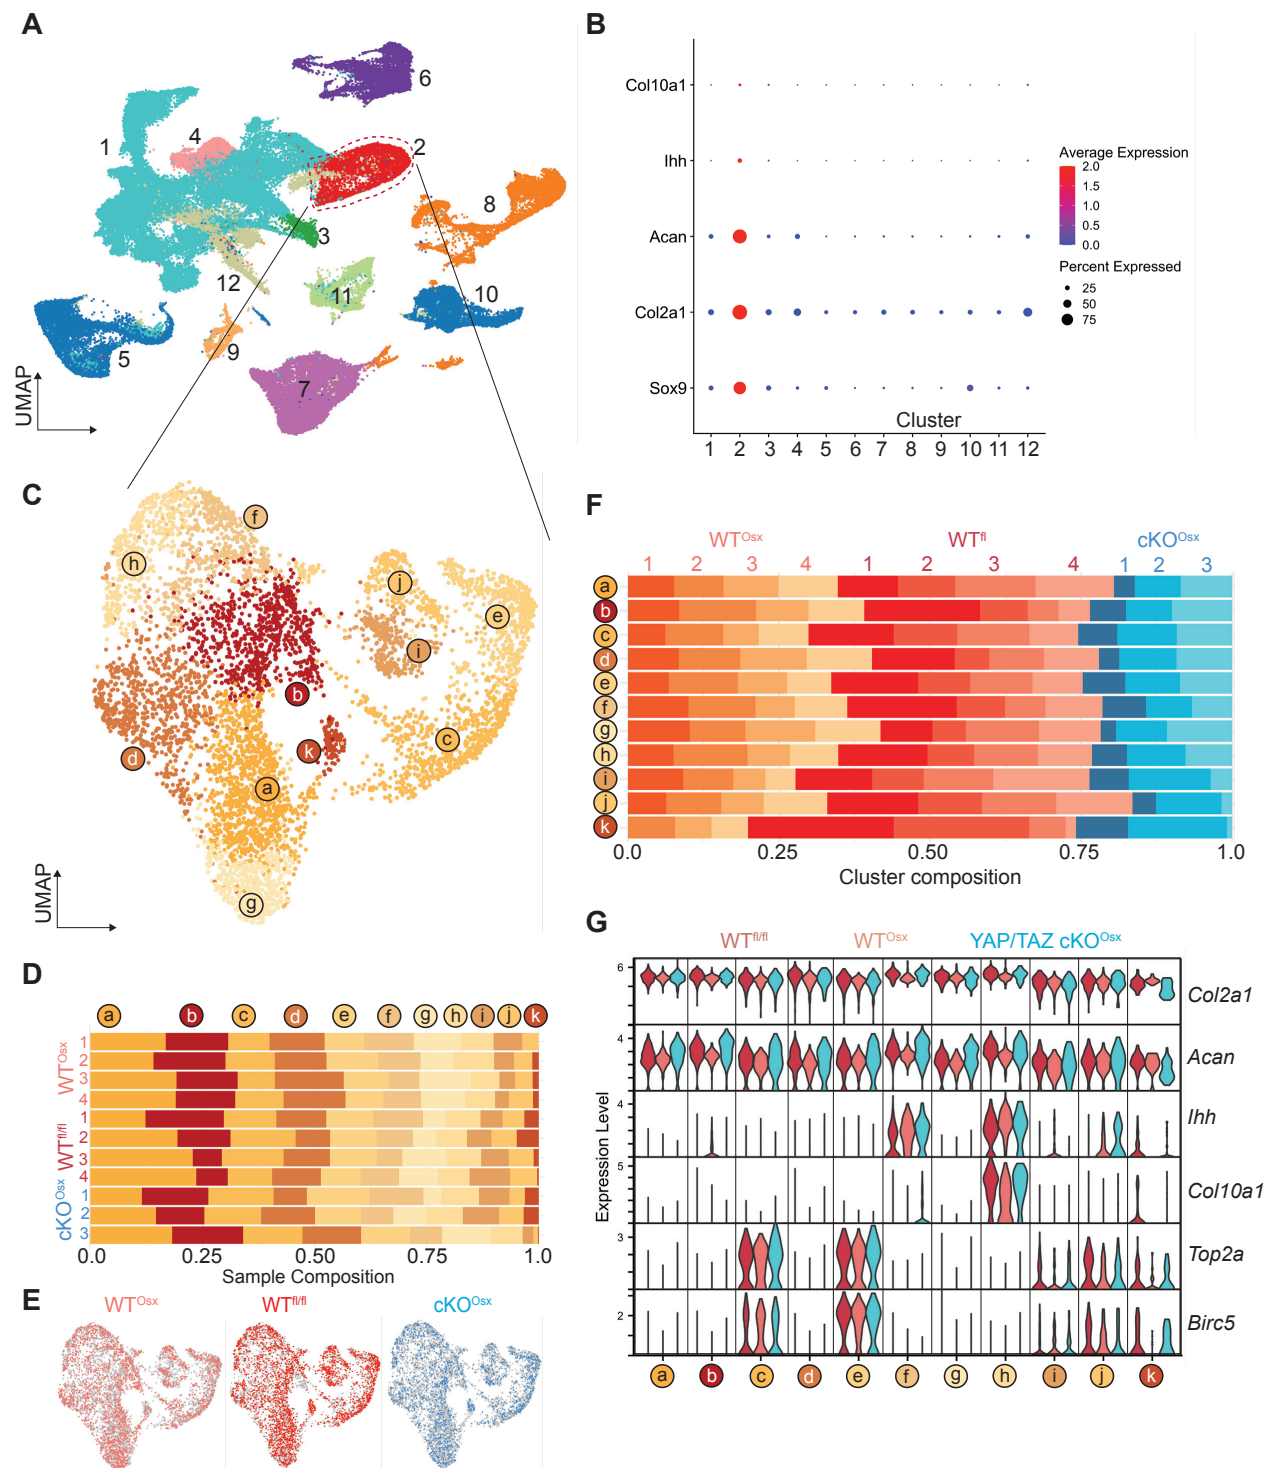 A
1
2
3
4
5
6
7
8
9
10
11
12
UMAP
B
Col10a1
Ihh
Acan
Col2a1
Sox9
Cluster
1 2 3 4 5 6 7 8 9 10 11 12
Average Expression
2.0
1.5
1.0
0.5
0.0
Percent Expressed
25
50
75
C
f
h
j
e
i
b
d
k
c
a
g
UMAP
D
a b c d e f g h i j k
WT^Osx
1
2
3
4
WT^fl/fl
1
2
3
4
cKO^Osx
1
2
3
0.0 0.25 0.50 0.75 1.0
Sample Composition
E
WT^Osx WT^fl/fl cKO^Osx
F
WT^Osx WT^fl cKO^Osx
1 2 3 4 1 2 3 4 1 2 3
a
b
c
d
e
f
g
h
i
j
k
0.0 0.25 0.50 0.75 1.0
Cluster composition
G
WT^fl/fl WT^Osx YAP/TAZ cKO^Osx
6 Col2a1
4 Acan
4 Ihh
5 Col10a1
3 Top2a
2 Birc5
Expression Level
a b c d e f g h i j k